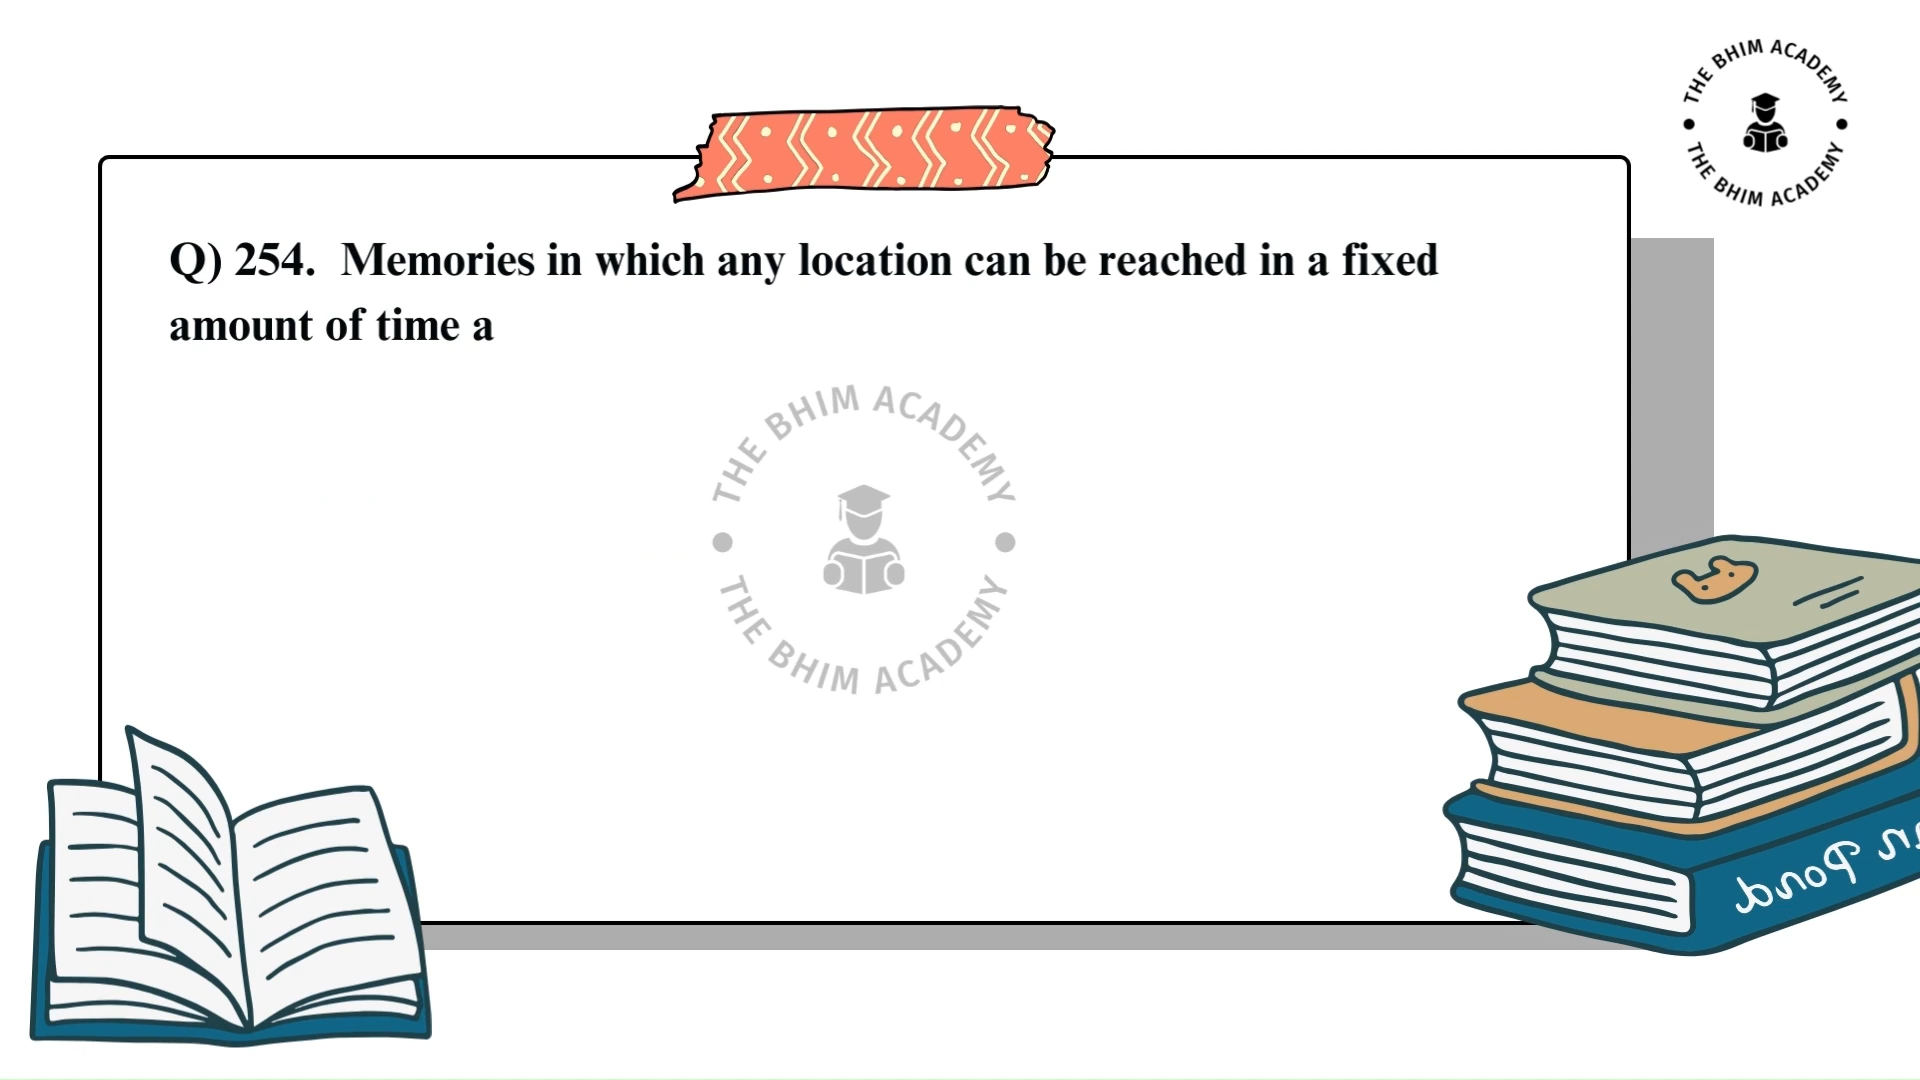 THE BHIM ACADEMY
THE BHIM ACADEMY
Q) 254.  Memories in which any location can be reached in a fixed
amount of time a
THE BHIM ACADEMY
THE BHIM ACADEMY
Pond